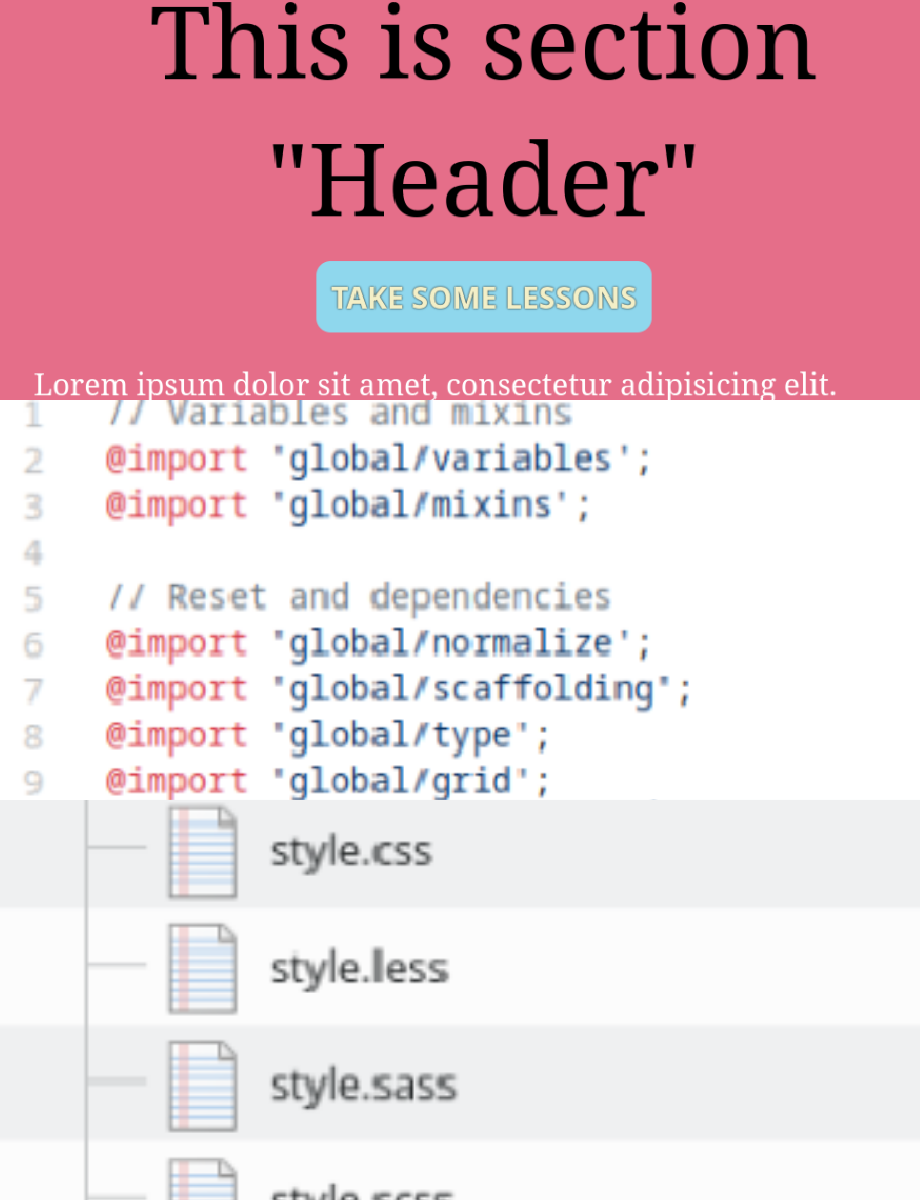 This is section
"Header"
TAKE SOME LESSONS
Lorem ipsum dolor sit amet, consectetur adipisicing elit.
1 // Variables and mixins
2 @import 'global/variables';
3 @import 'global/mixins';
4
5 // Reset and dependencies
6 @import 'global/normalize';
7 @import 'global/scaffolding';
8 @import 'global/type';
9 @import 'global/grid';
style.css
style.less
style.sass
style.scss